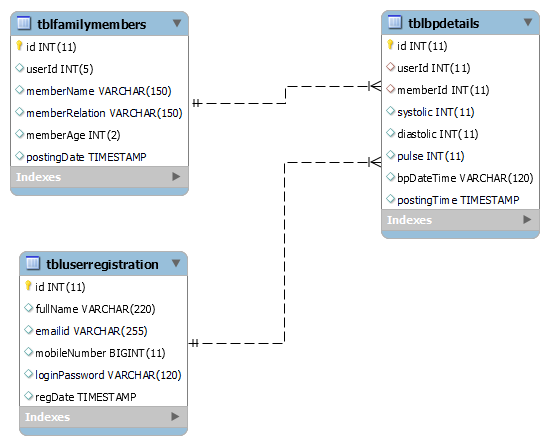 tblfamilymembers
id INT(11)
userId INT(5)
memberName VARCHAR(150)
memberRelation VARCHAR(150)
memberAge INT(2)
postingDate TIMESTAMP
Indexes
tblbpdetails
id INT(11)
userId INT(11)
memberId INT(11)
systolic INT(11)
diastolic INT(11)
pulse INT(11)
bpDateTime VARCHAR(120)
postingTime TIMESTAMP
Indexes
tbluserregistration
id INT(11)
fullName VARCHAR(220)
emailid VARCHAR(255)
mobileNumber BIGINT(11)
loginPassword VARCHAR(120)
regDate TIMESTAMP
Indexes